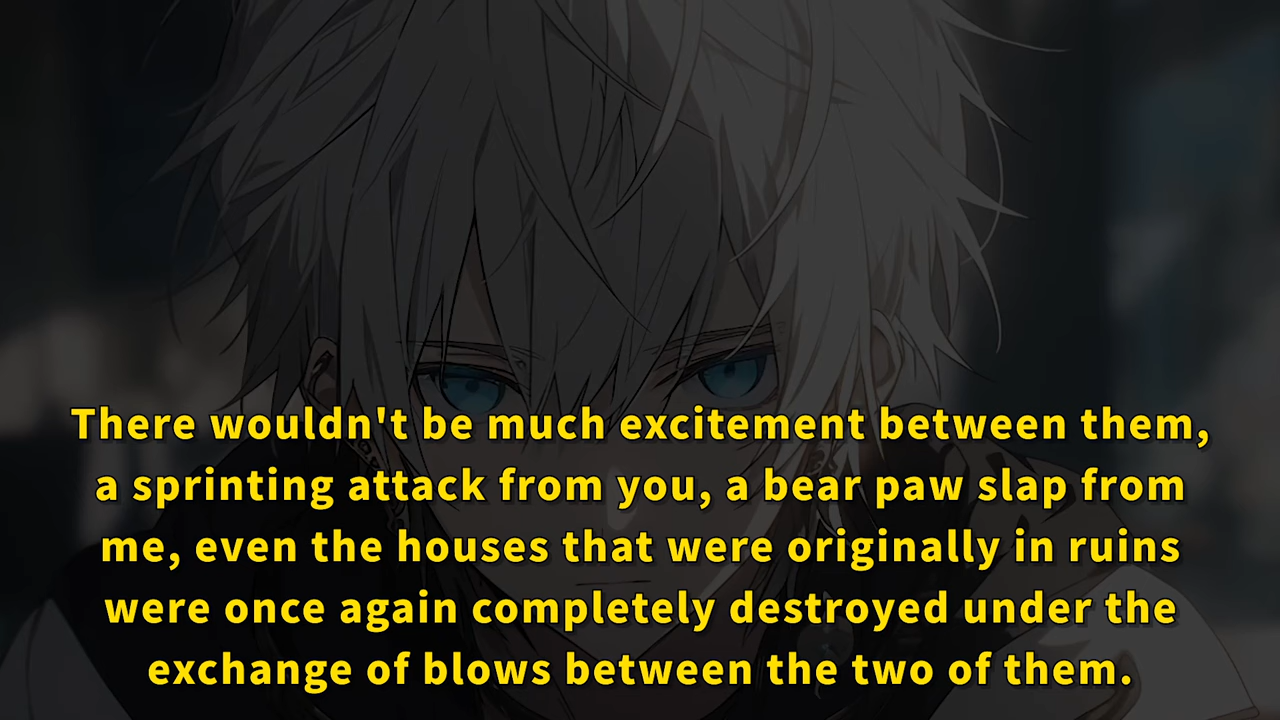 There wouldn't be much excitement between them,
a sprinting attack from you, a bear paw slap from
me, even the houses that were originally in ruins
were once again completely destroyed under the
exchange of blows between the two of them.